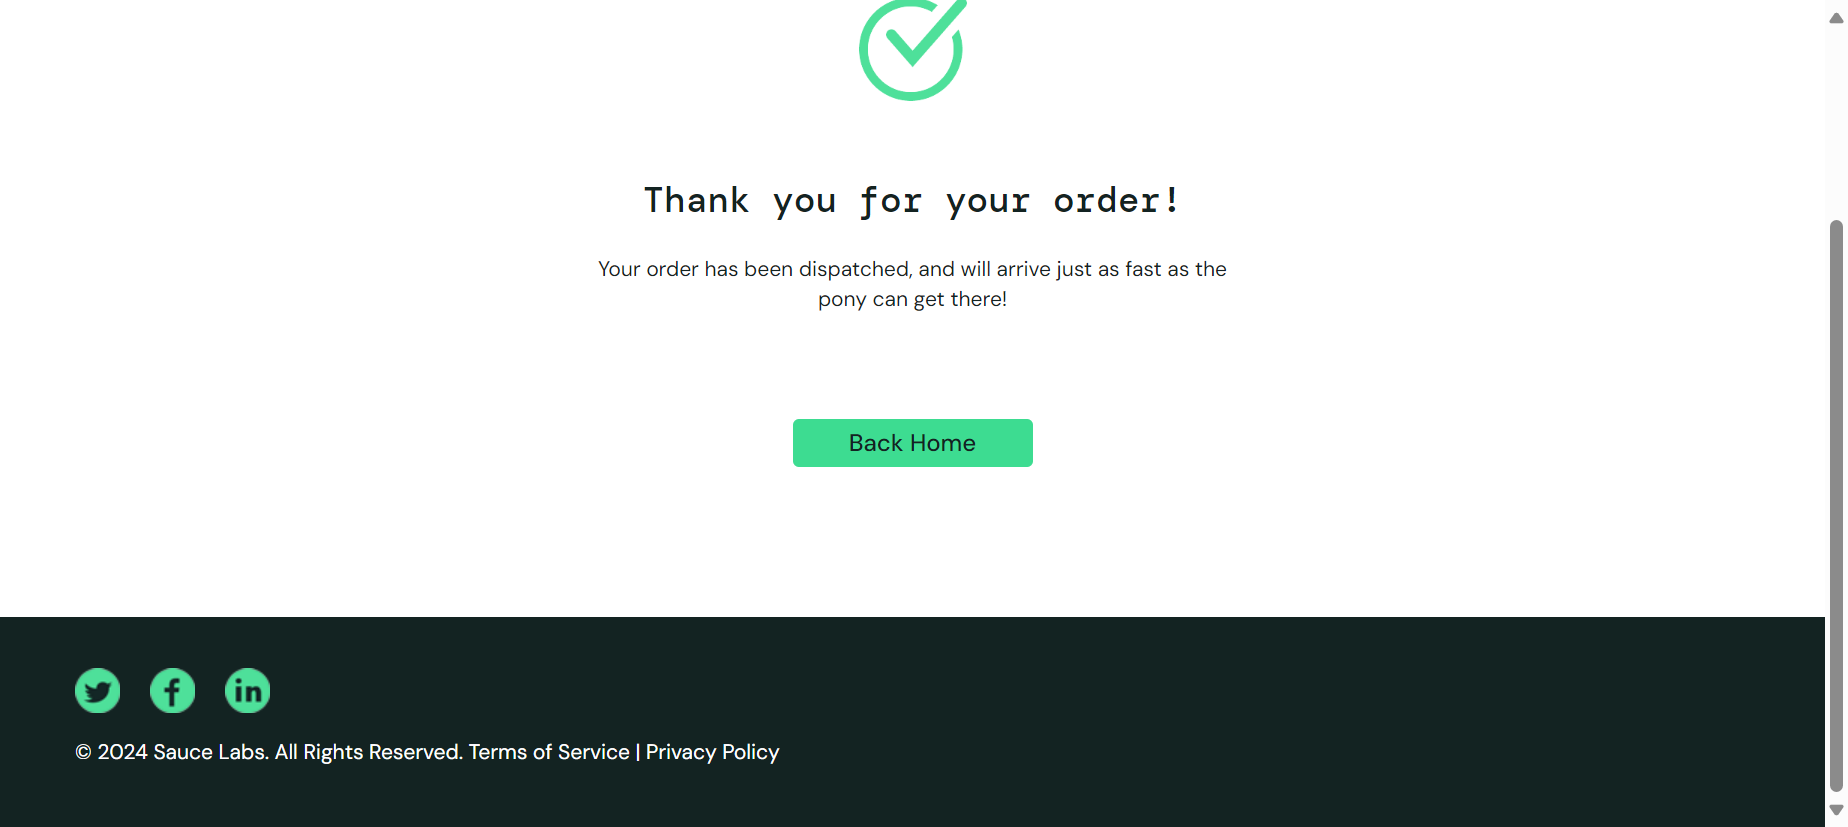 Thank you for your order!
Your order has been dispatched, and will arrive just as fast as the
pony can get there!
Back Home
© 2024 Sauce Labs. All Rights Reserved. Terms of Service | Privacy Policy